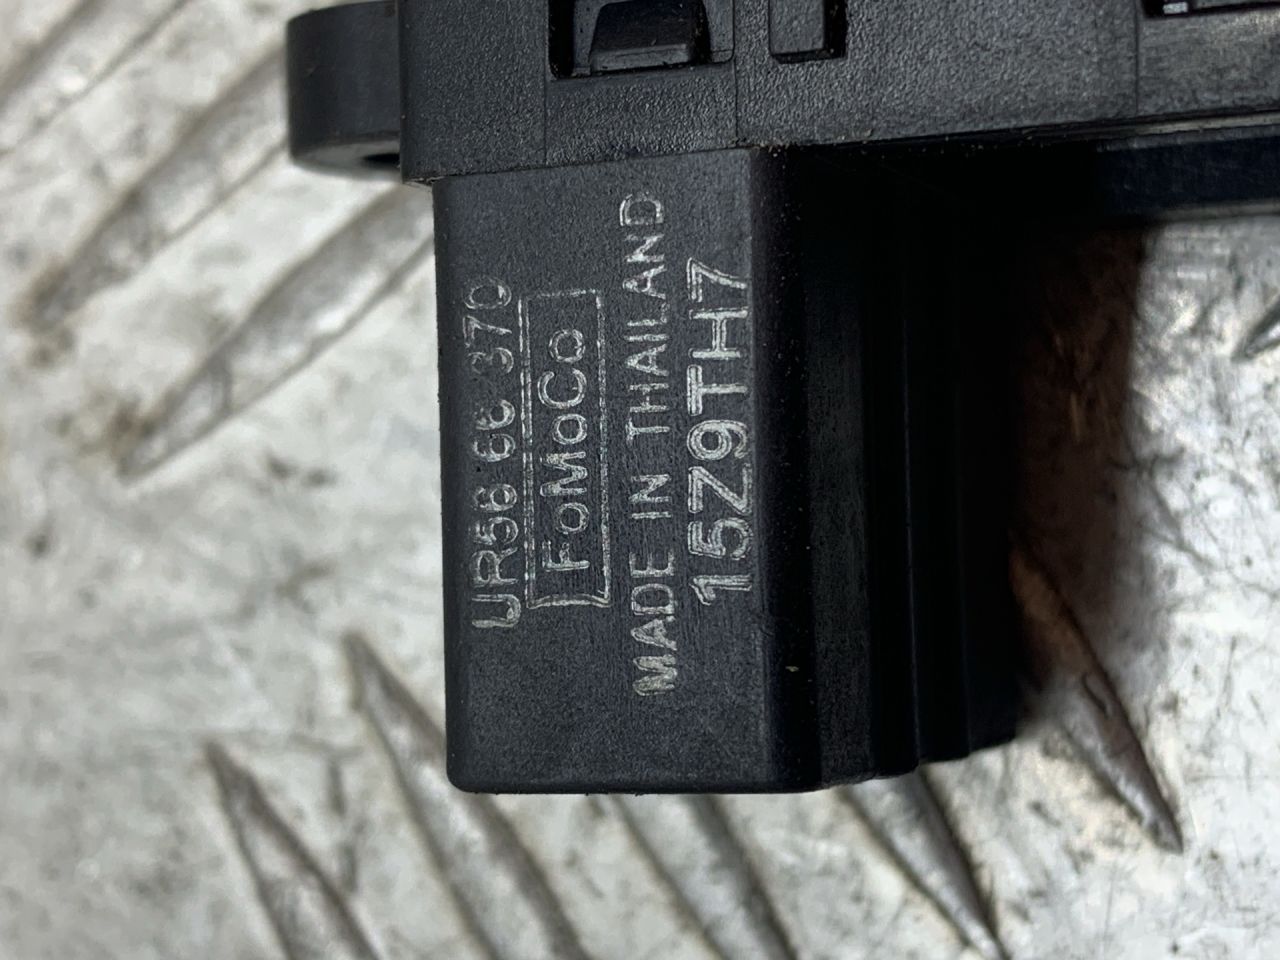 UR56 66 370
FoMoCo
MADE IN THAILAND
15Z9TH7